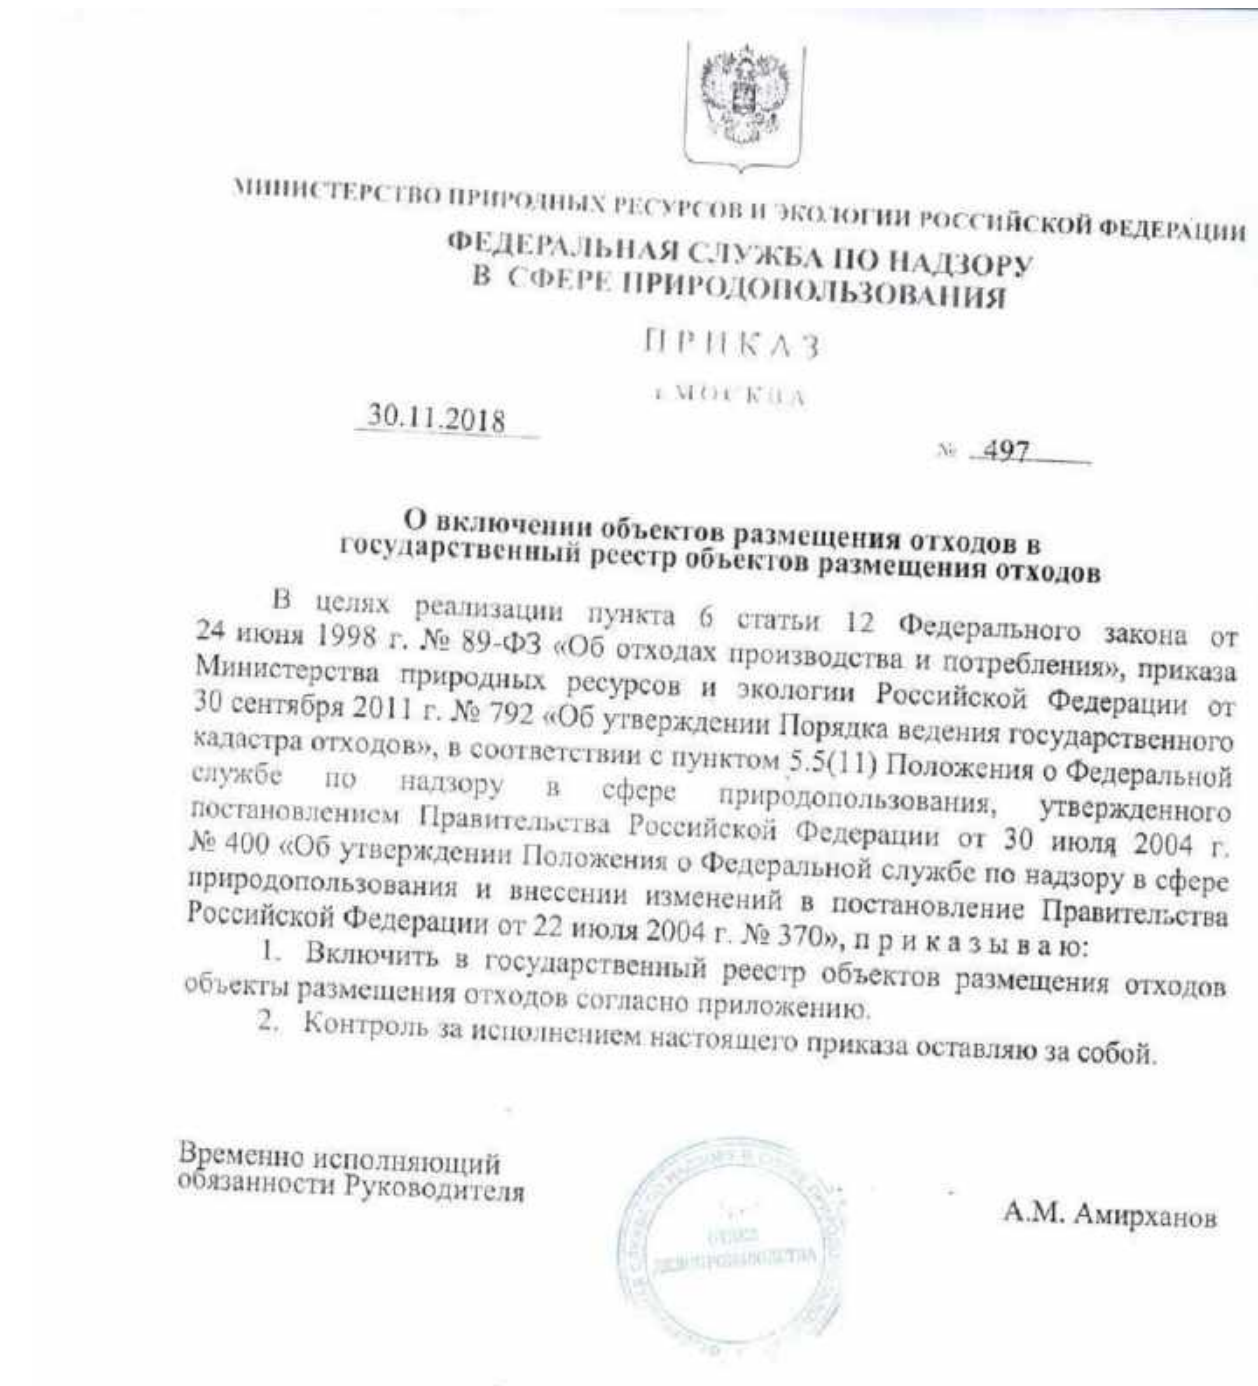 МИНИСТЕРСТВО ПРИРОДНЫХ РЕСУРСОВ И ЭКОЛОГИИ РОССИЙСКОЙ ФЕДЕРАЦИИ
ФЕДЕРАЛЬНАЯ СЛУЖБА ПО НАДЗОРУ
В СФЕРЕ ПРИРОДОПОЛЬЗОВАНИЯ
ПРИКАЗ
г.МОСКВА
30.11.2018
№ 497
О включении объектов размещения отходов в
государственный реестр объектов размещения отходов
В целях реализации пункта 6 статьи 12 Федерального закона от
24 июня 1998 г. № 89-ФЗ «Об отходах производства и потребления», приказа
Министерства природных ресурсов и экологии Российской Федерации от
30 сентября 2011 г. № 792 «Об утверждении Порядка ведения государственного
кадастра отходов», в соответствии с пунктом 5.5(11) Положения о Федеральной
службе по надзору в сфере природопользования, утвержденного
постановлением Правительства Российской Федерации от 30 июля 2004 г.
№ 400 «Об утверждении Положения о Федеральной службе по надзору в сфере
природопользования и внесении изменений в постановление Правительства
Российской Федерации от 22 июля 2004 г. № 370», п р и к а з ы в а ю:
1. Включить в государственный реестр объектов размещения отходов
объекты размещения отходов согласно приложению.
2. Контроль за исполнением настоящего приказа оставляю за собой.
Временно исполняющий
обязанности Руководителя
ОТДЕЛ
ДЕЛОПРОИЗВОДСТВА
А.М. Амирханов